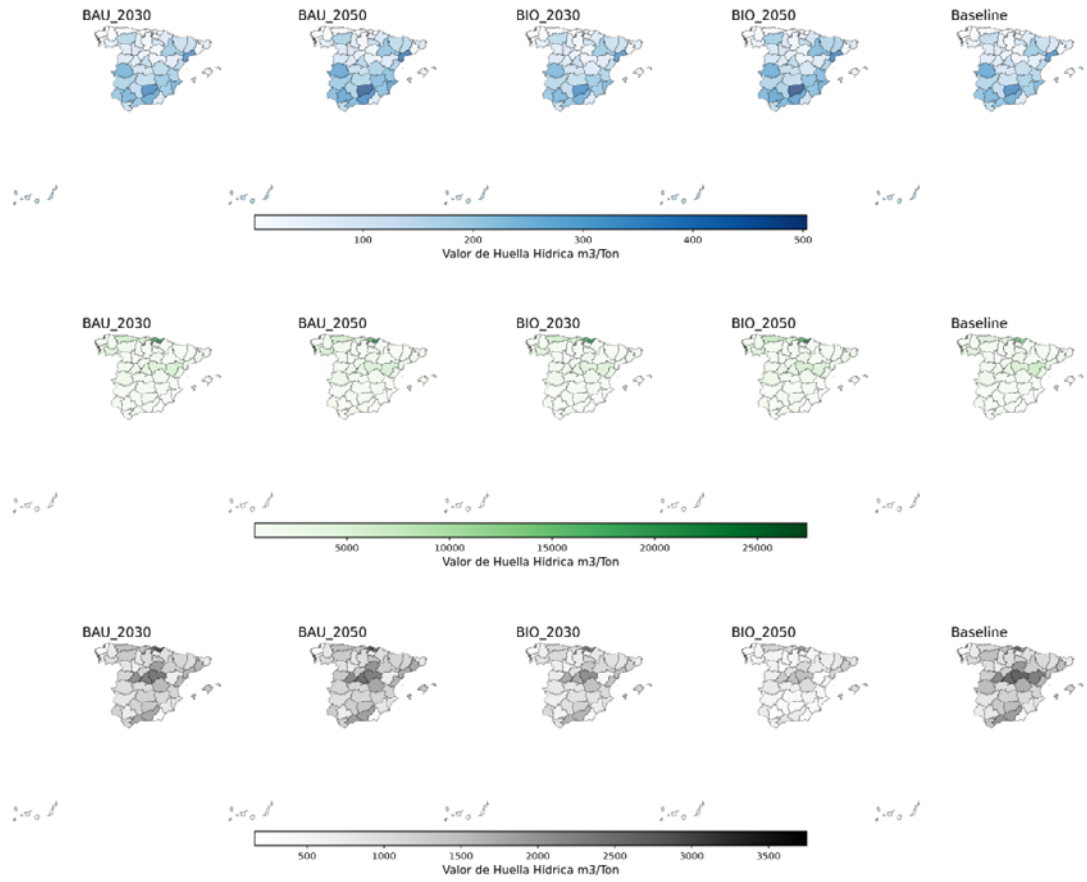 BAU_2030 BAU_2050 BIO_2030 BIO_2050 Baseline
100 200 300 400 500
Valor de Huella Hídrica m3/Ton
BAU_2030 BAU_2050 BIO_2030 BIO_2050 Baseline
5000 10000 15000 20000 25000
Valor de Huella Hídrica m3/Ton
BAU_2030 BAU_2050 BIO_2030 BIO_2050 Baseline
500 1000 1500 2000 2500 3000 3500
Valor de Huella Hídrica m3/Ton